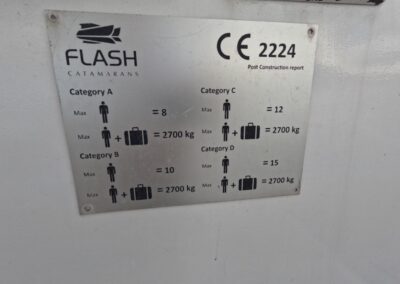 FLASH
CATAMARANS
CE 2224
Post Construction report
Category A
Max = 8
Max + = 2700 kg
Category B
Max = 10
Max + = 2700 kg
Category C
Max = 12
Max + = 2700 kg
Category D
Max = 15
Max + = 2700 kg